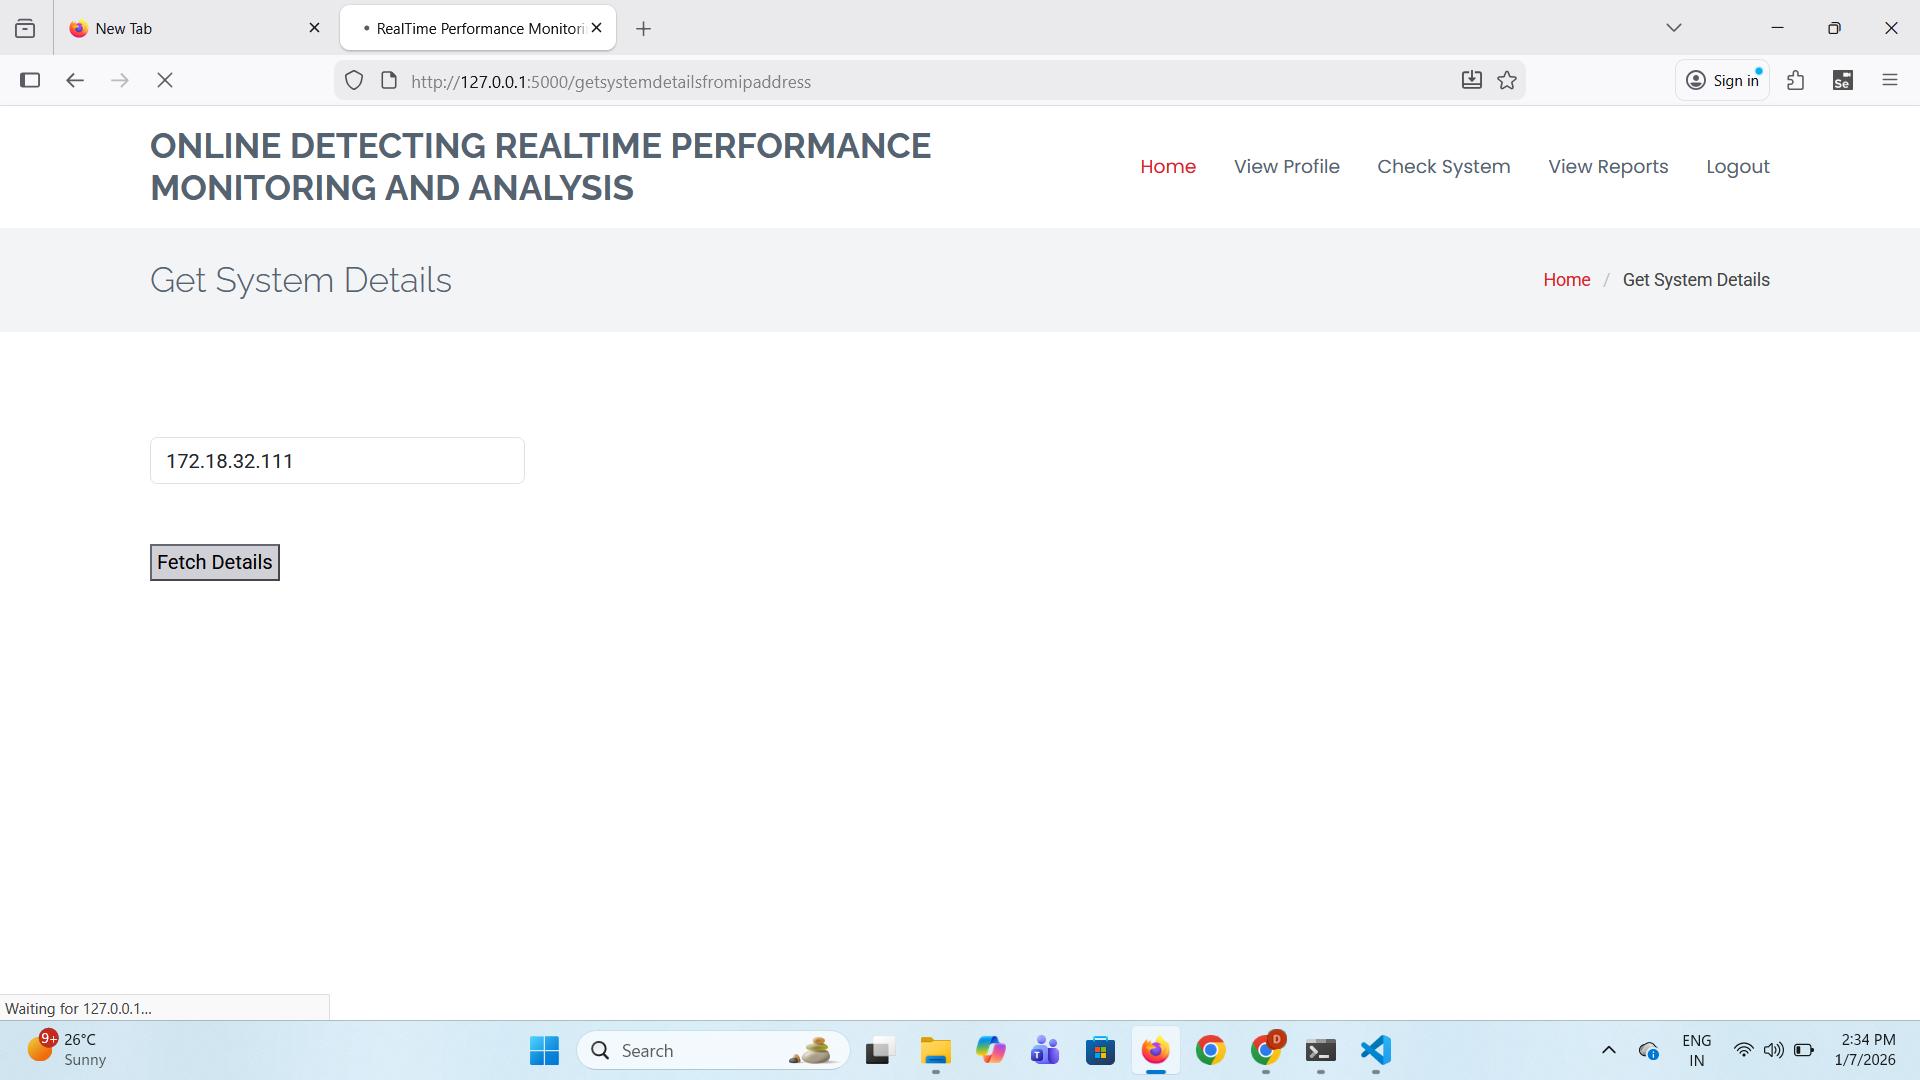 New Tab
RealTime Performance Monitori
http://127.0.0.1:5000/getsystemdetailsfromipaddress
Sign in
Se
ONLINE DETECTING REALTIME PERFORMANCE
MONITORING AND ANALYSIS
Home
View Profile
Check System
View Reports
Logout
Get System Details
Home / Get System Details
172.18.32.111
Fetch Details
Waiting for 127.0.0.1...
9+
26°C
Sunny
Search
T
D
ENG
IN
2:34 PM
1/7/2026